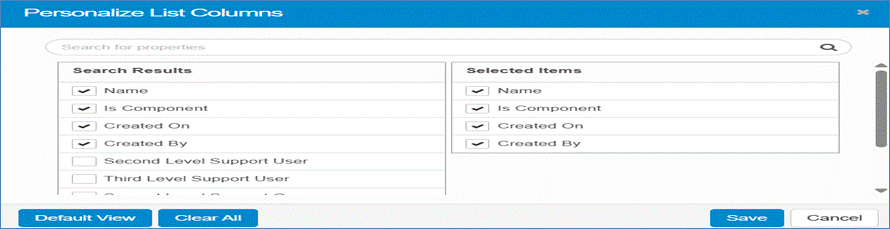 Personalize List Columns
Search for properties
Search Results
Name
Is Component
Created On
Created By
Second Level Support User
Third Level Support User
Selected Items
Name
Is Component
Created On
Created By
Default View
Clear All
Save
Cancel